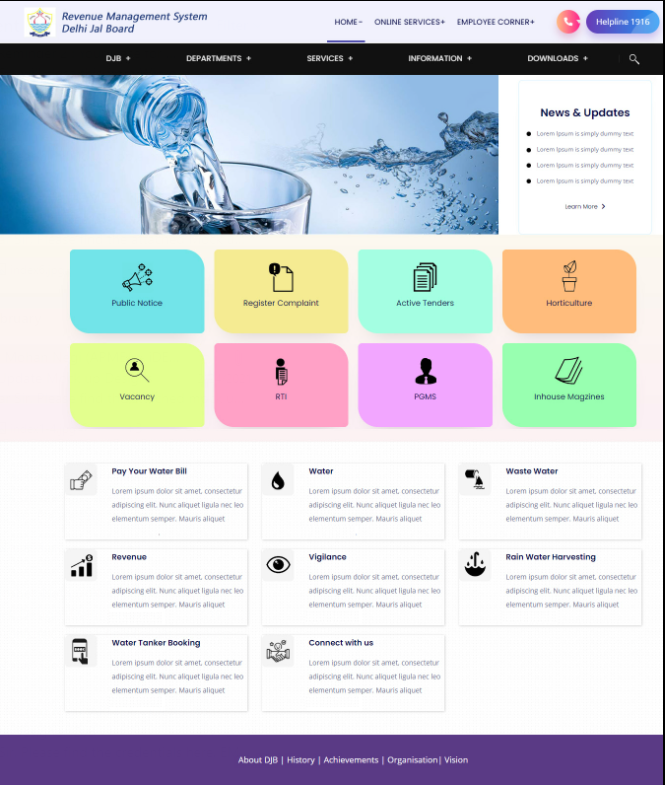 Revenue Management System
Delhi Jal Board
HOME- ONLINE SERVICES+ EMPLOYEE CORNER+
Helpline 1916
DJB + DEPARTMENTS + SERVICES + INFORMATION + DOWNLOADS +
News & Updates
Lorem Ipsum is simply dummy text
Lorem Ipsum is simply dummy text
Lorem Ipsum is simply dummy text
Lorem Ipsum is simply dummy text
Learn More
Public Notice
Register Complaint
Active Tenders
Horticulture
Vacancy
RTI
PGMS
Inhouse Magzines
Pay Your Water Bill
Lorem ipsum dolor sit amet, consectetur
adipiscing elit. Nunc aliquet ligula nec leo
elementum semper. Mauris aliquet
Water
Lorem ipsum dolor sit amet, consectetur
adipiscing elit. Nunc aliquet ligula nec leo
elementum semper. Mauris aliquet
Waste Water
Lorem ipsum dolor sit amet, consectetur
adipiscing elit. Nunc aliquet ligula nec leo
elementum semper. Mauris aliquet
Revenue
Lorem ipsum dolor sit amet, consectetur
adipiscing elit. Nunc aliquet ligula nec leo
elementum semper. Mauris aliquet
Vigilance
Lorem ipsum dolor sit amet, consectetur
adipiscing elit. Nunc aliquet ligula nec leo
elementum semper. Mauris aliquet
Rain Water Harvesting
Lorem ipsum dolor sit amet, consectetur
adipiscing elit. Nunc aliquet ligula nec leo
elementum semper. Mauris aliquet
Water Tanker Booking
Lorem ipsum dolor sit amet, consectetur
adipiscing elit. Nunc aliquet ligula nec leo
elementum semper. Mauris aliquet
Connect with us
Lorem ipsum dolor sit amet, consectetur
adipiscing elit. Nunc aliquet ligula nec leo
elementum semper. Mauris aliquet
About DJB | History | Achievements | Organisation| Vision